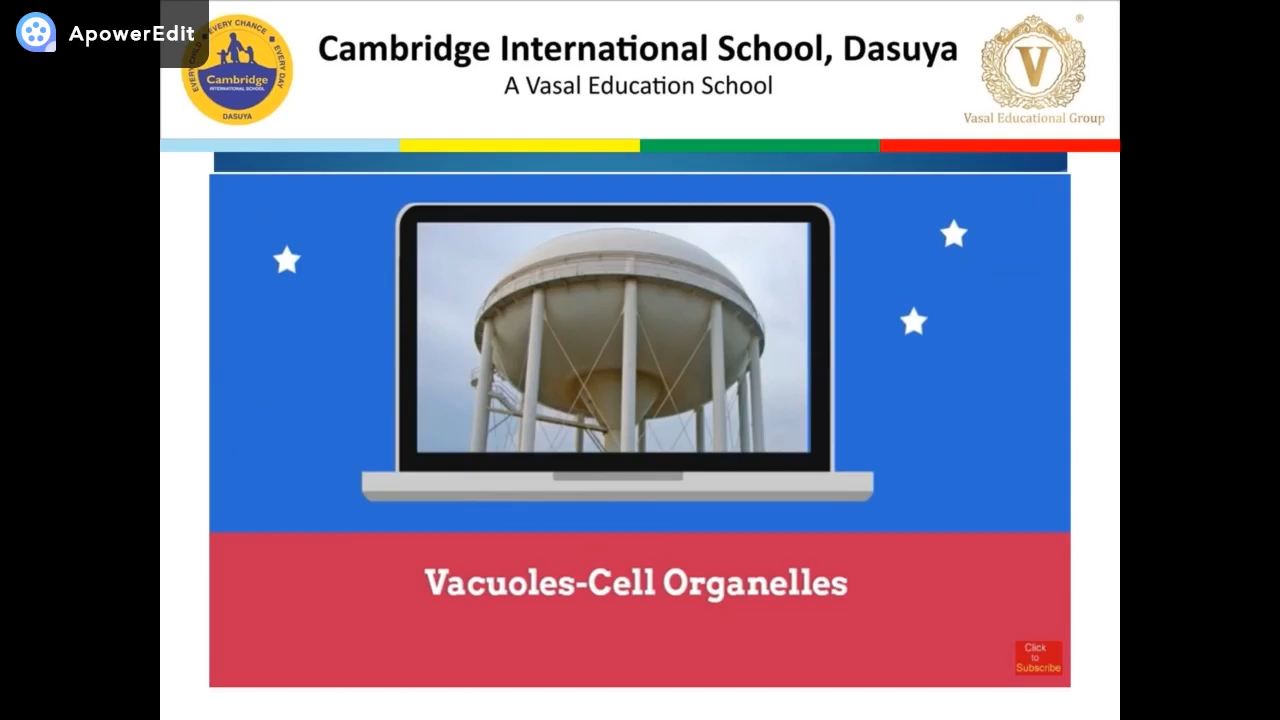 ApowerEdit
EVERY CHILD ★ EVERY CHANCE ★ EVERY DAY
Cambridge
INTERNATIONAL SCHOOL
DASUYA
Cambridge International School, Dasuya
A Vasal Education School
®
V
Vasal Educational Group
Vacuoles-Cell Organelles
Click
to
Subscribe